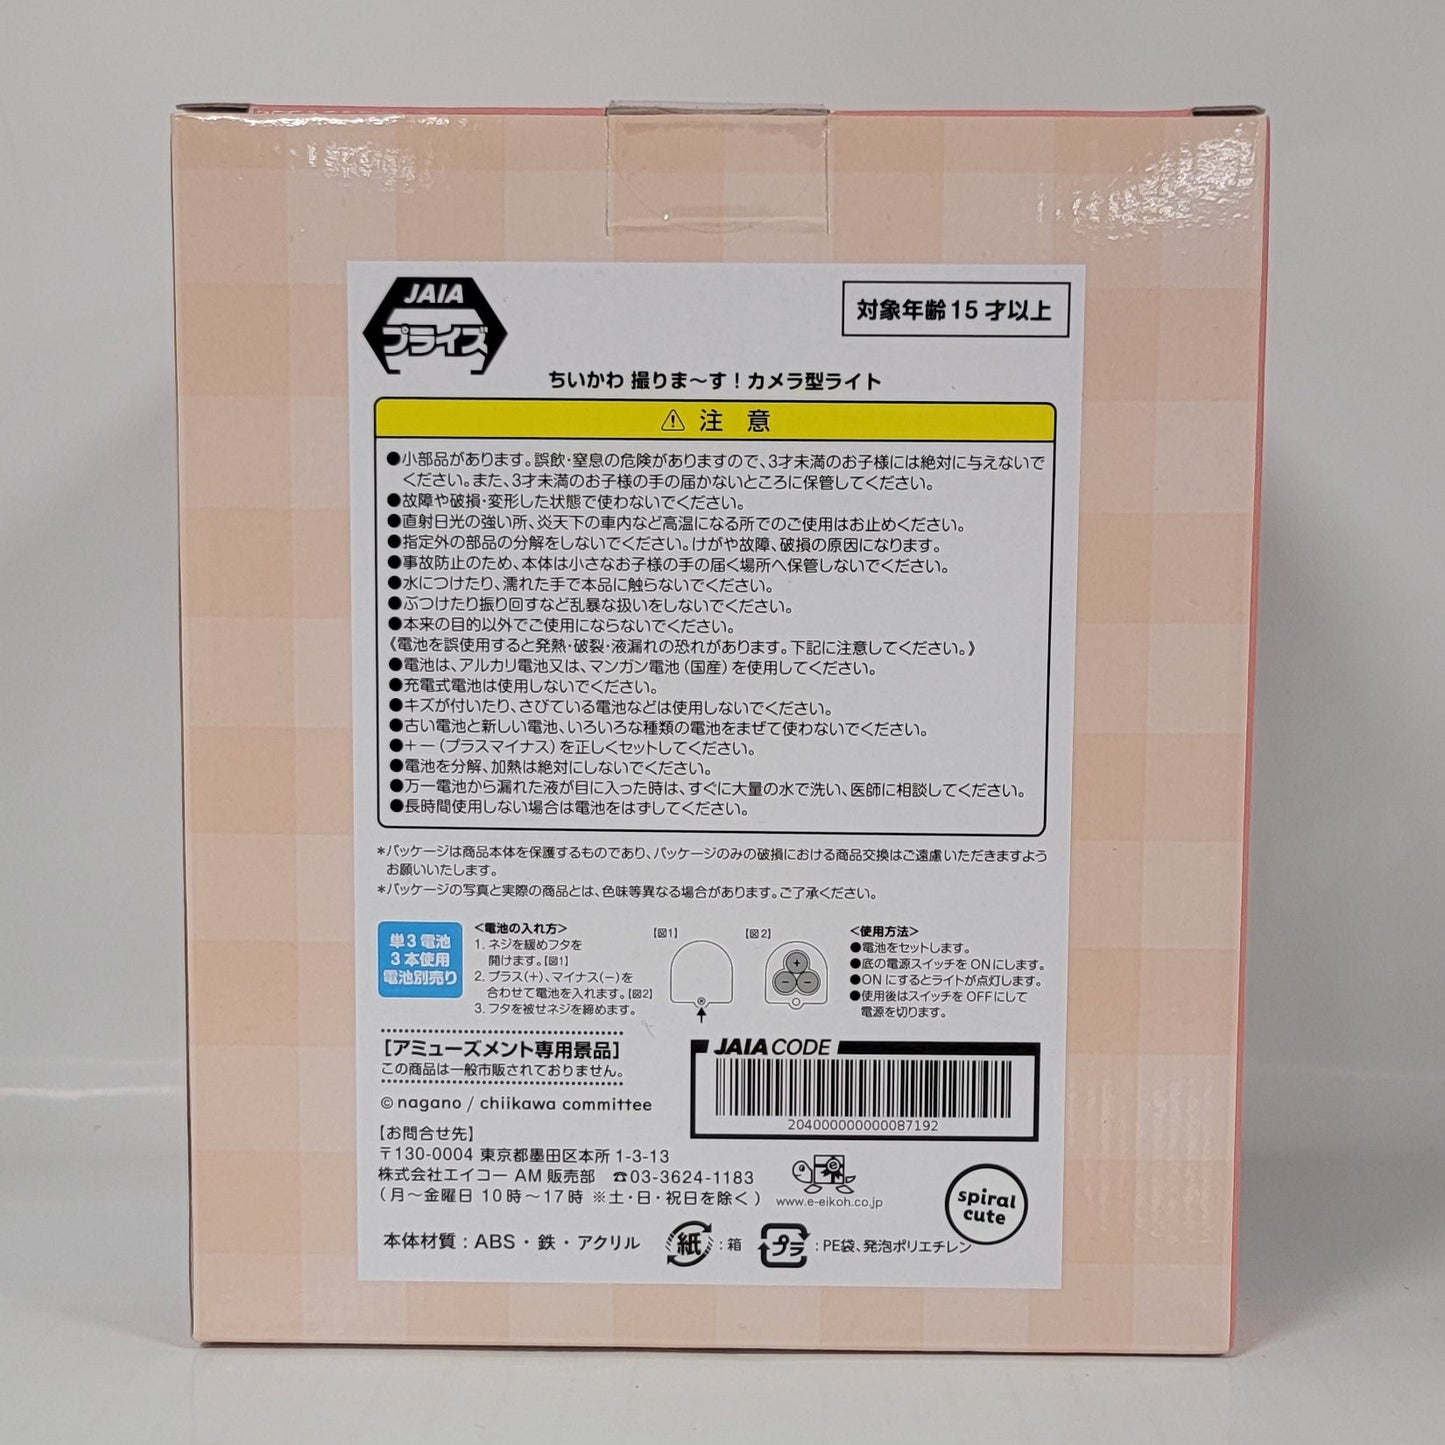 JAIA
プライズ
対象年齢15才以上
ちいかわ 撮りま～す！カメラ型ライト
⚠ 注 意
●小部品があります。誤飲・窒息の危険がありますので、3才未満のお子様には絶対に与えないで
ください。また、3才未満のお子様の手の届かないところに保管してください。
●故障や破損・変形した状態で使わないでください。
●直射日光の強い所、炎天下の車内など高温になる所でのご使用はお止めください。
●指定外の部品の分解をしないでください。けがや故障、破損の原因になります。
●事故防止のため、本体は小さなお子様の手の届く場所へ保管しないでください。
●水につけたり、濡れた手で本品に触らないでください。
●ぶつけたり振り回すなど乱暴な扱いをしないでください。
●本来の目的以外でご使用にならないでください。
《電池を誤使用すると発熱・破裂・液漏れの恐れがあります。下記に注意してください。》
●電池は、アルカリ電池又は、マンガン電池（国産）を使用してください。
●充電式電池は使用しないでください。
●キズが付いたり、さびている電池などは使用しないでください。
●古い電池と新しい電池、いろいろな種類の電池をまぜて使わないでください。
●＋－（プラスマイナス）を正しくセットしてください。
●電池を分解、加熱は絶対にしないでください。
●万一電池から漏れた液が目に入った時は、すぐに大量の水で洗い、医師に相談してください。
●長時間使用しない場合は電池をはずしてください。
＊パッケージは商品本体を保護するものであり、パッケージのみの破損における商品交換はご遠慮いただきますよう
お願いいたします。
＊パッケージの写真と実際の商品とは、色味等異なる場合があります。ご了承ください。
単3電池
3本使用
電池別売り
＜電池の入れ方＞
1. ネジを緩めフタを
開けます。【図1】
2. プラス（＋）、マイナス（－）を
合わせて電池を入れます。【図2】
3. フタを被せネジを締めます。
【図1】
【図2】
＋
－ －
＜使用方法＞
●電池をセットします。
●底の電源スイッチをONにします。
●ONにするとライトが点灯します。
●使用後はスイッチをOFFにして
電源を切ります。
［アミューズメント専用景品］
この商品は一般市販されておりません。
© nagano / chiikawa committee
JAIA CODE
204000000000087192
【お問合せ先】
〒130-0004 東京都墨田区本所 1-3-13
株式会社エイコー AM販売部 ☎03-3624-1183
（月～金曜日 10時～17時 ※土・日・祝日を除く）
www.e-eikoh.co.jp
spiral
cute
本体材質：ABS・鉄・アクリル
紙：箱
プラ：PE袋、発泡ポリエチレン